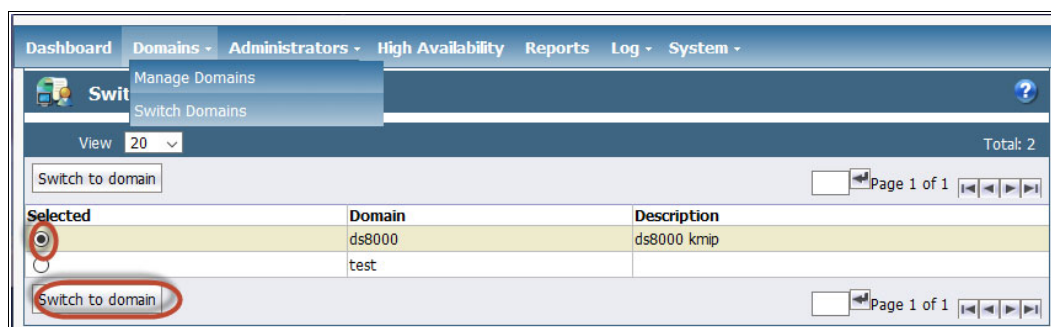 Dashboard Domains Administrators High Availability Reports Log System
Manage Domains
Swit
Switch Domains
View 20 Total: 2
Switch to domain Page 1 of 1
Selected Domain Description
ds8000 ds8000 kmip
test
Switch to domain Page 1 of 1